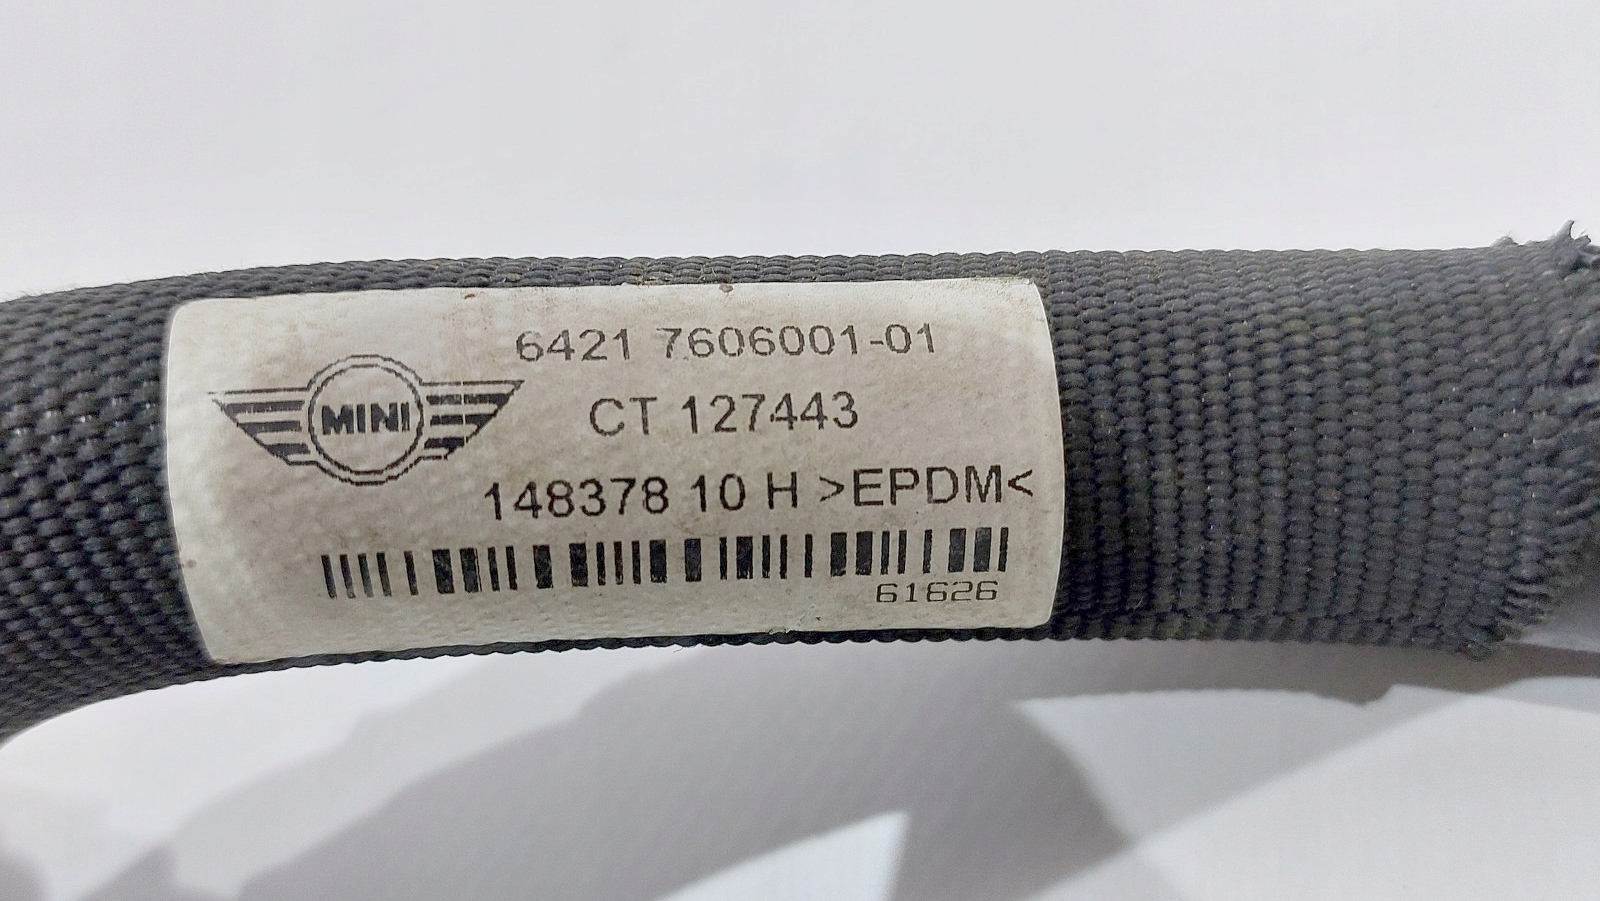 6421 7606001-01
MINI
CT 127443
148378 10 H >EPDM<
61626